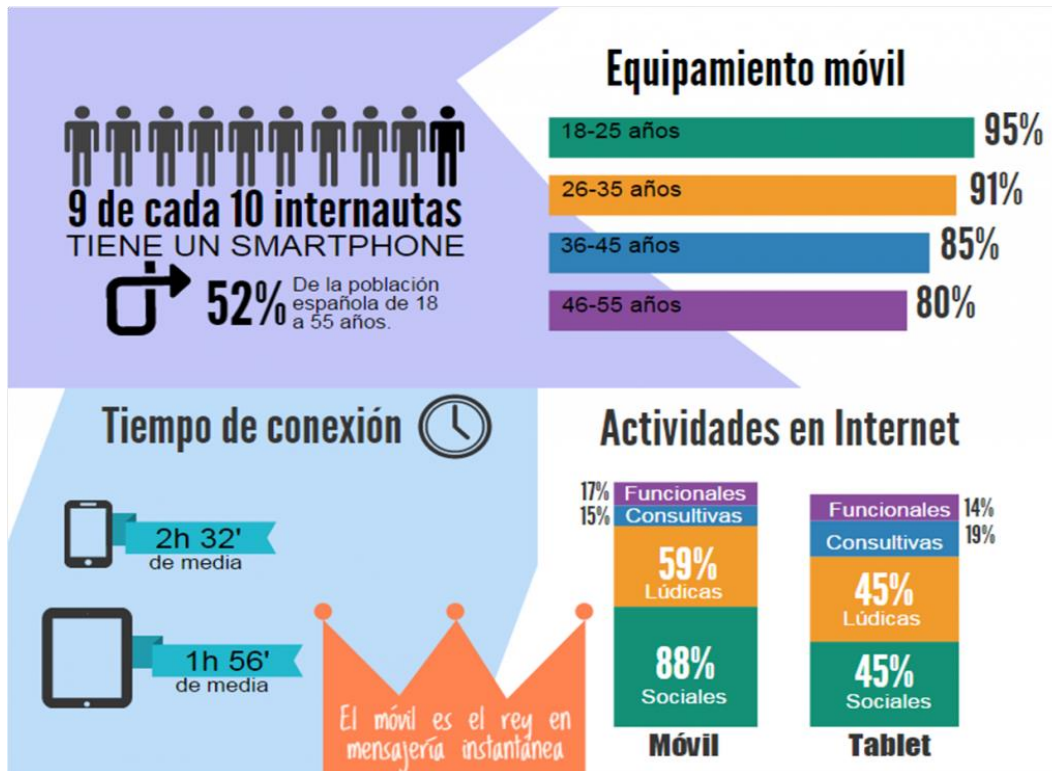 9 de cada 10 internautas
TIENE UN SMARTPHONE
52%
De la población
española de 18
a 55 años.
Equipamiento móvil
18-25 años 95%
26-35 años 91%
36-45 años 85%
46-55 años 80%
Tiempo de conexión
2h 32'
de media
1h 56'
de media
El móvil es el rey en
mensajería instantánea
Actividades en Internet
17% Funcionales
15% Consultivas
59%
Lúdicas
88%
Sociales
Móvil
Funcionales 14%
Consultivas 19%
45%
Lúdicas
45%
Sociales
Tablet